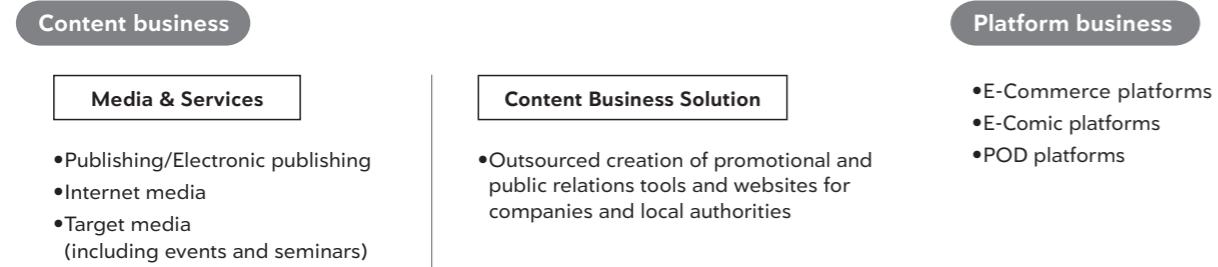 Content business
Media & Services
•Publishing/Electronic publishing
•Internet media
•Target media
(including events and seminars)
Content Business Solution
•Outsourced creation of promotional and
public relations tools and websites for
companies and local authorities
Platform business
•E-Commerce platforms
•E-Comic platforms
•POD platforms